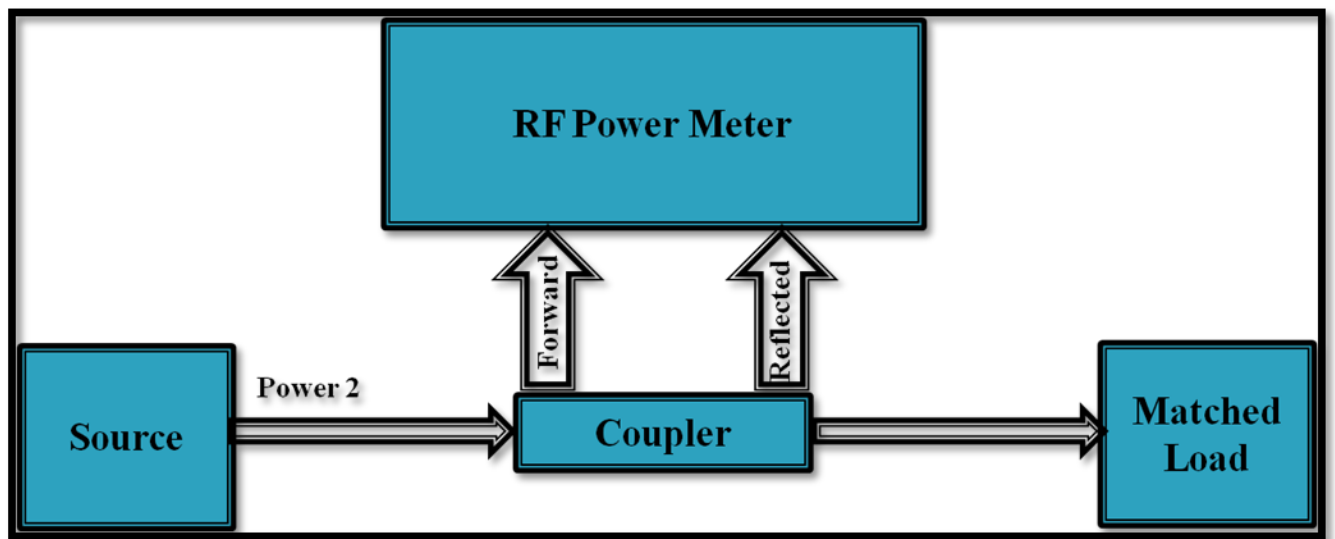 RF Power Meter
Forward
Reflected
Power 2
Source
Coupler
Matched
Load